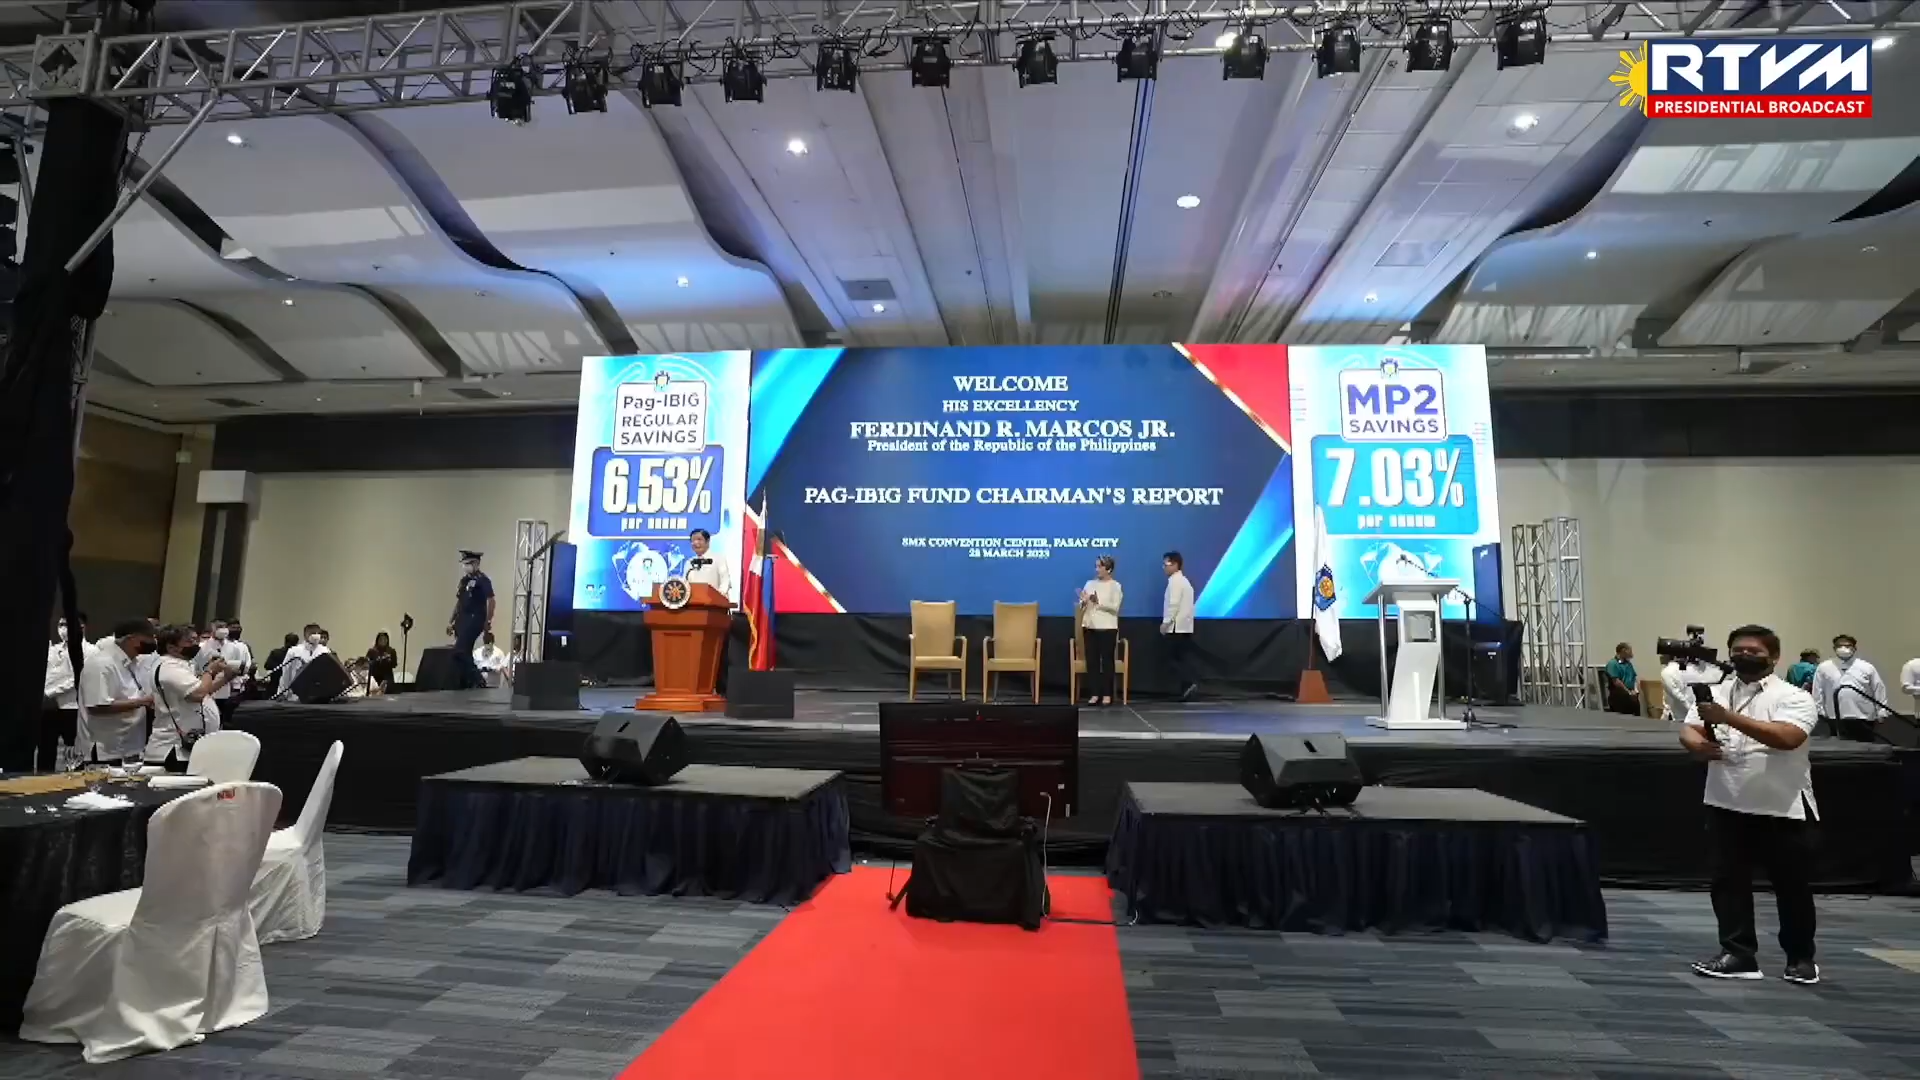 RTVM
PRESIDENTIAL BROADCAST
WELCOME
HIS EXCELLENCY
FERDINAND R. MARCOS JR.
President of the Republic of the Philippines
PAG-IBIG FUND CHAIRMAN'S REPORT
SMX CONVENTION CENTER, PASAY CITY
28 MARCH 2023
Pag-IBIG
REGULAR
SAVINGS
6.53%
per annum
MP2
SAVINGS
7.03%
per annum